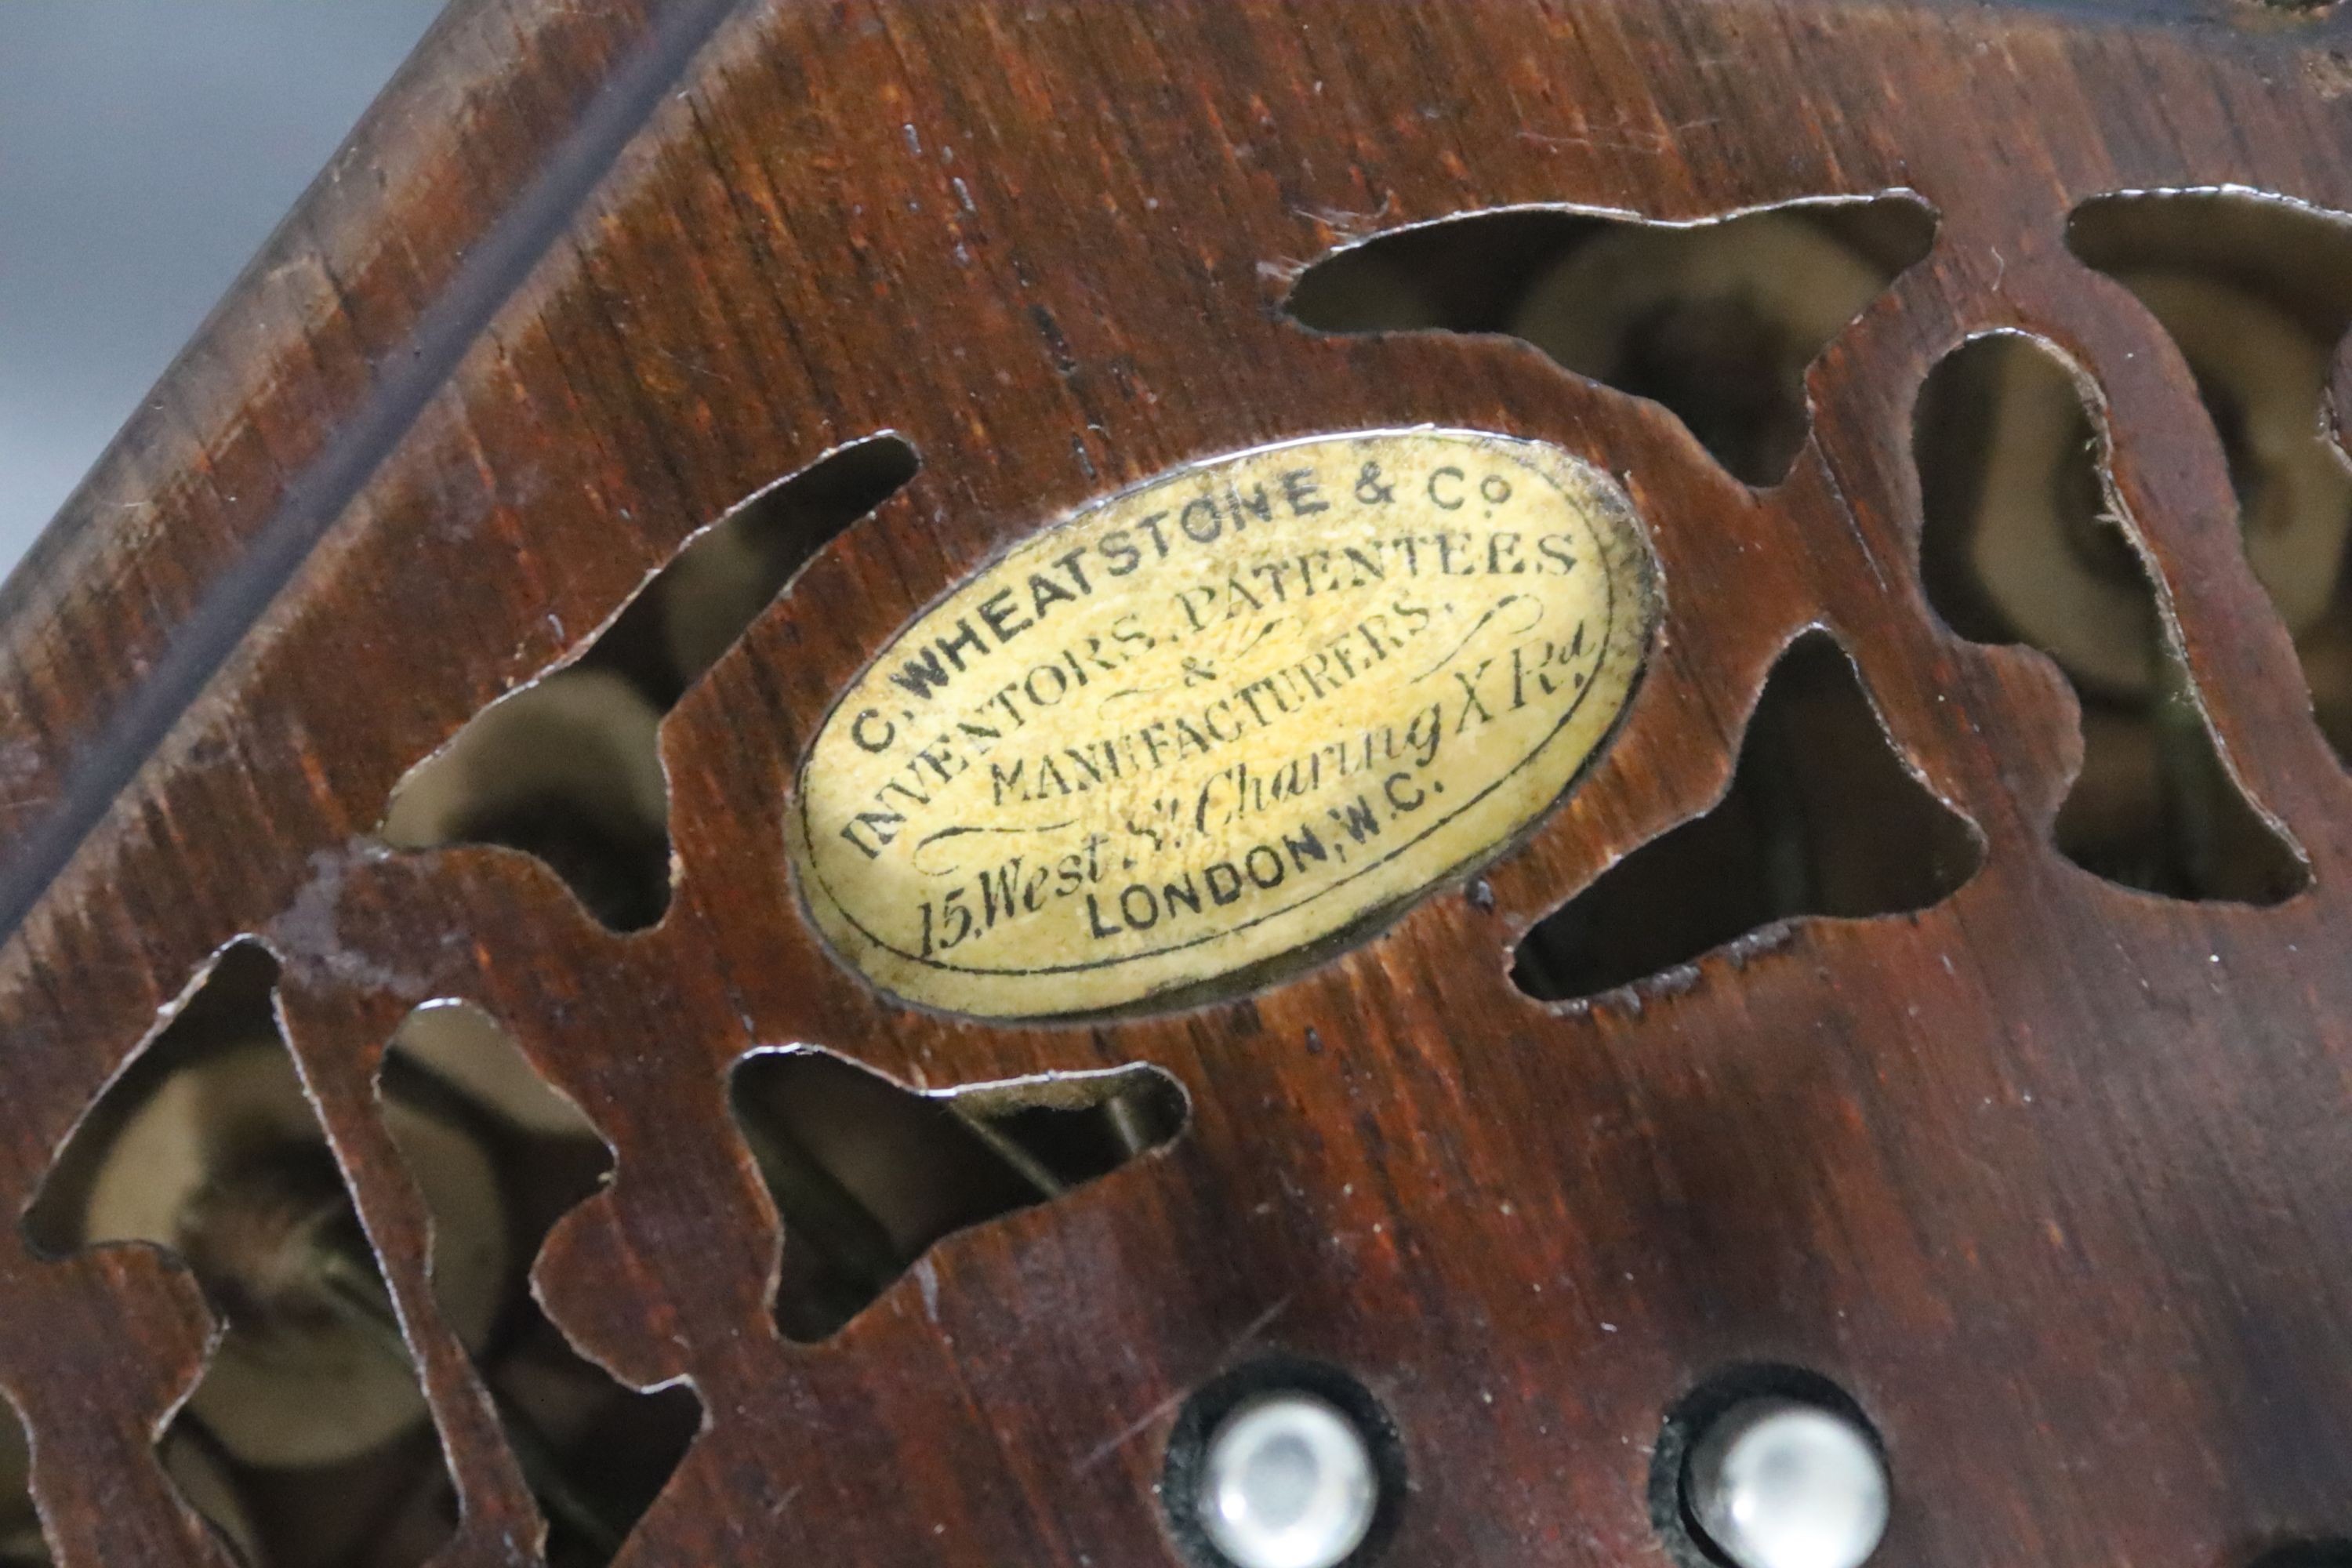 C. WHEATSTONE & Co.
INVENTORS, PATENTEES
&
MANUFACTURERS.
15, West St. Charing X Rd.
LONDON, W.C.